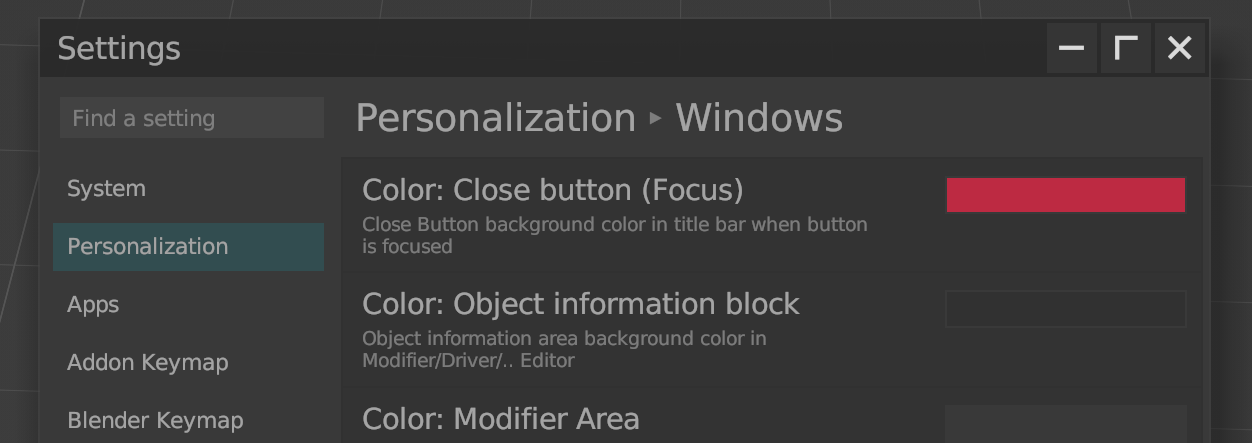 Settings
Find a setting
Personalization ▸ Windows
System
Personalization
Apps
Addon Keymap
Blender Keymap
Color: Close button (Focus)
Close Button background color in title bar when button
is focused
Color: Object information block
Object information area background color in
Modifier/Driver/.. Editor
Color: Modifier Area